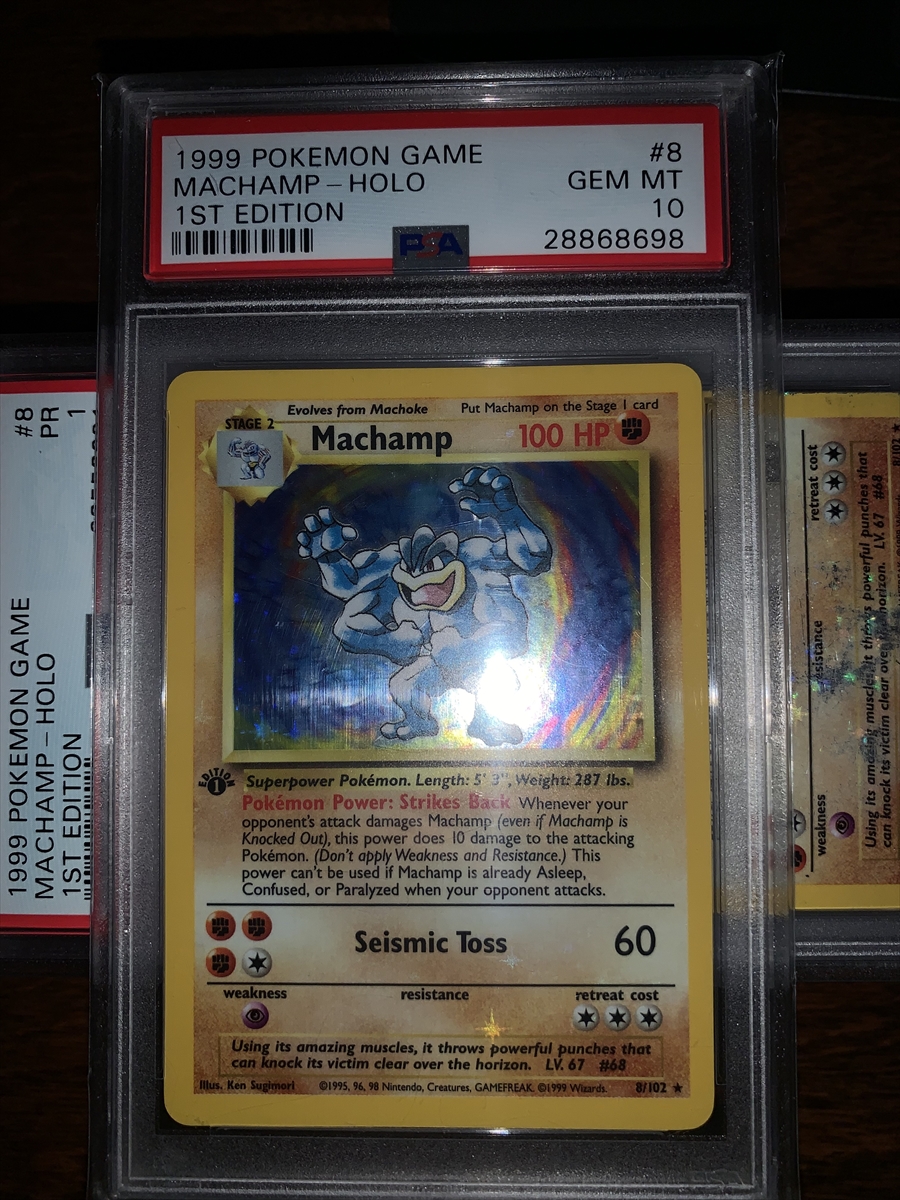 1999 POKEMON GAME #8
MACHAMP – HOLO GEM MT
1ST EDITION 10
PSA 28868698
STAGE 2
Evolves from Machoke
Put Machamp on the Stage 1 card
Machamp 100 HP
EDITION
1
Superpower Pokémon. Length: 5' 3", Weight: 287 lbs.
Pokémon Power: Strikes Back Whenever your
opponent's attack damages Machamp (even if Machamp is
Knocked Out), this power does 10 damage to the attacking
Pokémon. (Don't apply Weakness and Resistance.) This
power can't be used if Machamp is already Asleep,
Confused, or Paralyzed when your opponent attacks.
Seismic Toss 60
weakness resistance retreat cost
Using its amazing muscles, it throws powerful punches that
can knock its victim clear over the horizon. LV. 67 #68
Illus. Ken Sugimori ©1995, 96, 98 Nintendo, Creatures, GAMEFREAK. ©1999 Wizards. 8/102 ★
1999 POKEMON GAME #8
MACHAMP – HOLO PR
1ST EDITION 1
weakness resistance retreat cost
Using its amazing muscles, it throws powerful punches that
can knock its victim clear over the horizon. LV. 67 #68
8/102 ★